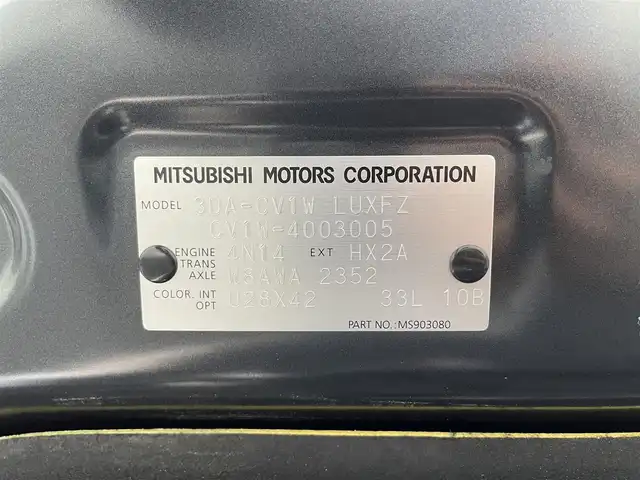 MITSUBISHI MOTORS CORPORATION
MODEL 3DA-CV1W LUXFZ
CV1W-4003005
ENGINE 4N14 EXT HX2A
TRANS AXLE W8AWA 2352
COLOR. INT OPT U28X42 33L 10B
PART NO.:MS903080